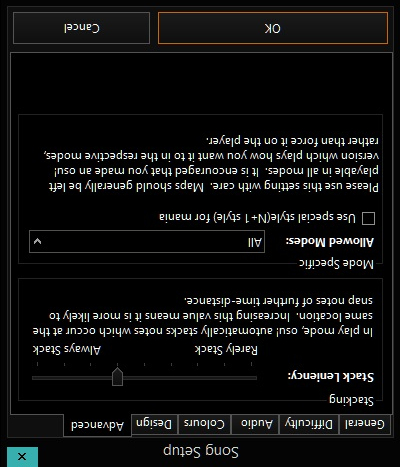 Song Setup
General Difficulty Audio Colours Design Advanced
Stacking
Stack Leniency:
Rarely Stack Always Stack
In play mode, osu! automatically stacks notes which occur at the
same location. Increasing this value means it is more likely to
snap notes of further time-distance.
Mode Specific
Allowed Modes: All
Use special style(N+1 style) for mania
Please use this setting with care. Maps should generally be left
playable in all modes. It is encouraged that you made an osu!
version which plays how you want it to in the respective modes,
rather than force it on the player.
OK Cancel